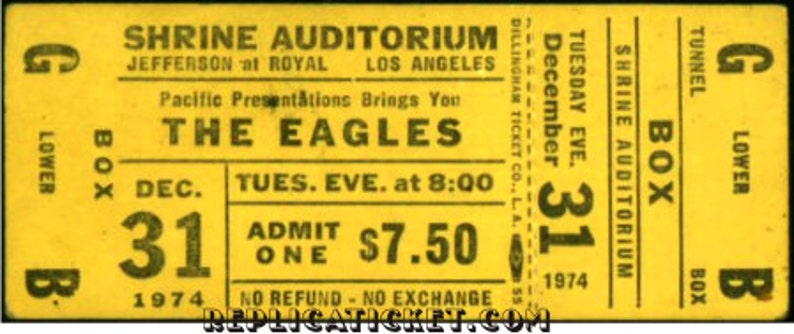 G
LOWER
B
BOX
SHRINE AUDITORIUM
JEFFERSON at ROYAL LOS ANGELES
Pacific Presentations Brings You
THE EAGLES
DEC.
31
1974
TUES. EVE. at 8:00
ADMIT
ONE
$7.50
NO REFUND - NO EXCHANGE
DILLINGHAM TICKET CO., L. A. 55
TUESDAY EVE.
December
31
1974
SHRINE AUDITORIUM
BOX
TUNNEL
BOX
G
LOWER
B
REPLICATICKET.COM